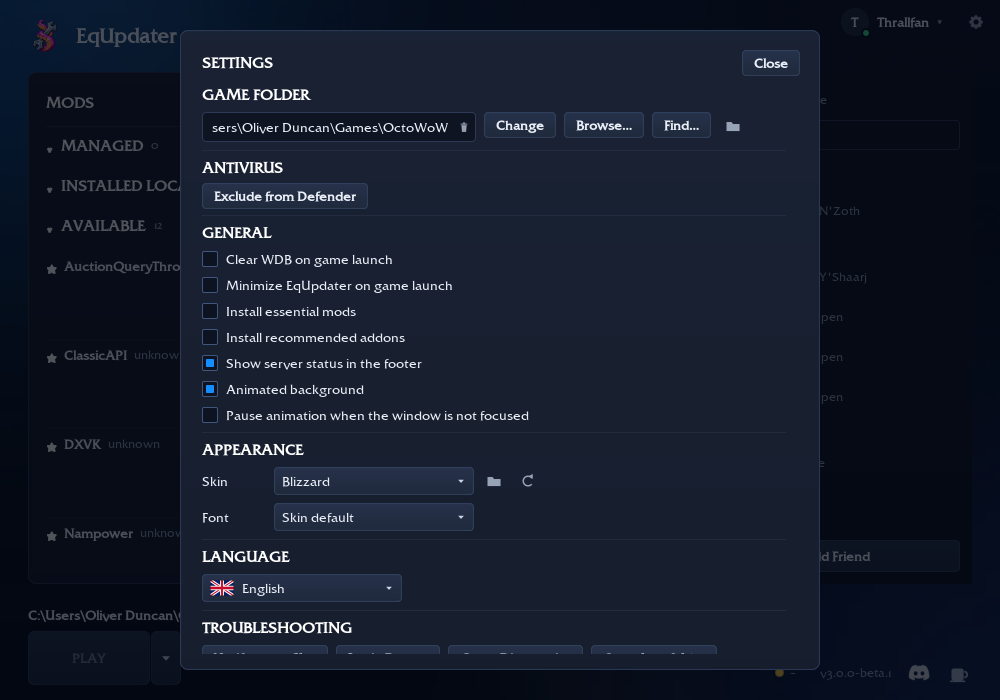 EqUpdater
T Thrallfan
SETTINGS
Close
GAME FOLDER
sers\Oliver Duncan\Games\OctoWoW
Change
Browse...
Find...
ANTIVIRUS
Exclude from Defender
GENERAL
Clear WDB on game launch
Minimize EqUpdater on game launch
Install essential mods
Install recommended addons
Show server status in the footer
Animated background
Pause animation when the window is not focused
APPEARANCE
Skin
Blizzard
Font
Skin default
LANGUAGE
English
TROUBLESHOOTING
MODS
MANAGED 0
INSTALLED LOCA
AVAILABLE 12
AuctionQueryThro
ClassicAPI unknow
DXVK unknown
Nampower unknow
N'Zoth
Y'Shaarj
pen
pen
pen
d Friend
C:\Users\Oliver Duncan\
PLAY
–
v3.0.0-beta.1